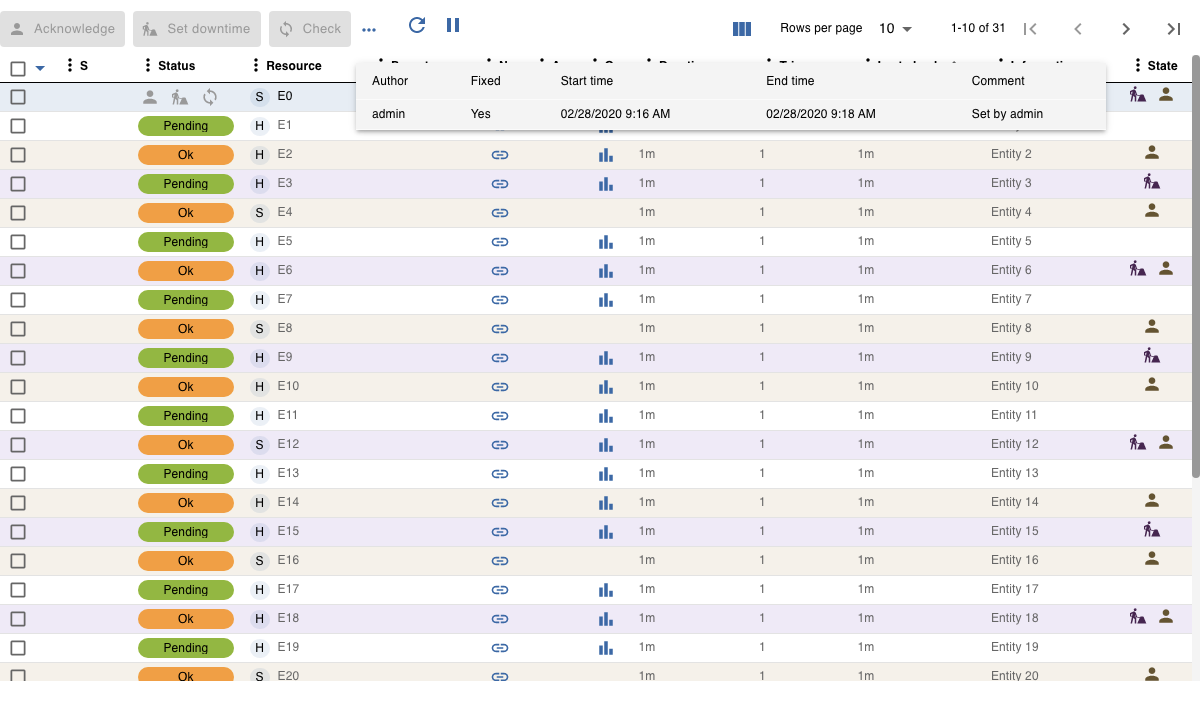 Acknowledge Set downtime Check ... Rows per page 10 1-10 of 31
S Status Resource State
Author Fixed Start time End time Comment
admin Yes 02/28/2020 9:16 AM 02/28/2020 9:18 AM Set by admin
S E0
Pending H E1
Ok H E2 1m 1 1m Entity 2
Pending H E3 1m 1 1m Entity 3
Ok S E4 1m 1 1m Entity 4
Pending H E5 1m 1 1m Entity 5
Ok H E6 1m 1 1m Entity 6
Pending H E7 1m 1 1m Entity 7
Ok S E8 1m 1 1m Entity 8
Pending H E9 1m 1 1m Entity 9
Ok H E10 1m 1 1m Entity 10
Pending H E11 1m 1 1m Entity 11
Ok S E12 1m 1 1m Entity 12
Pending H E13 1m 1 1m Entity 13
Ok H E14 1m 1 1m Entity 14
Pending H E15 1m 1 1m Entity 15
Ok S E16 1m 1 1m Entity 16
Pending H E17 1m 1 1m Entity 17
Ok H E18 1m 1 1m Entity 18
Pending H E19 1m 1 1m Entity 19
Ok S E20 1m 1 1m Entity 20